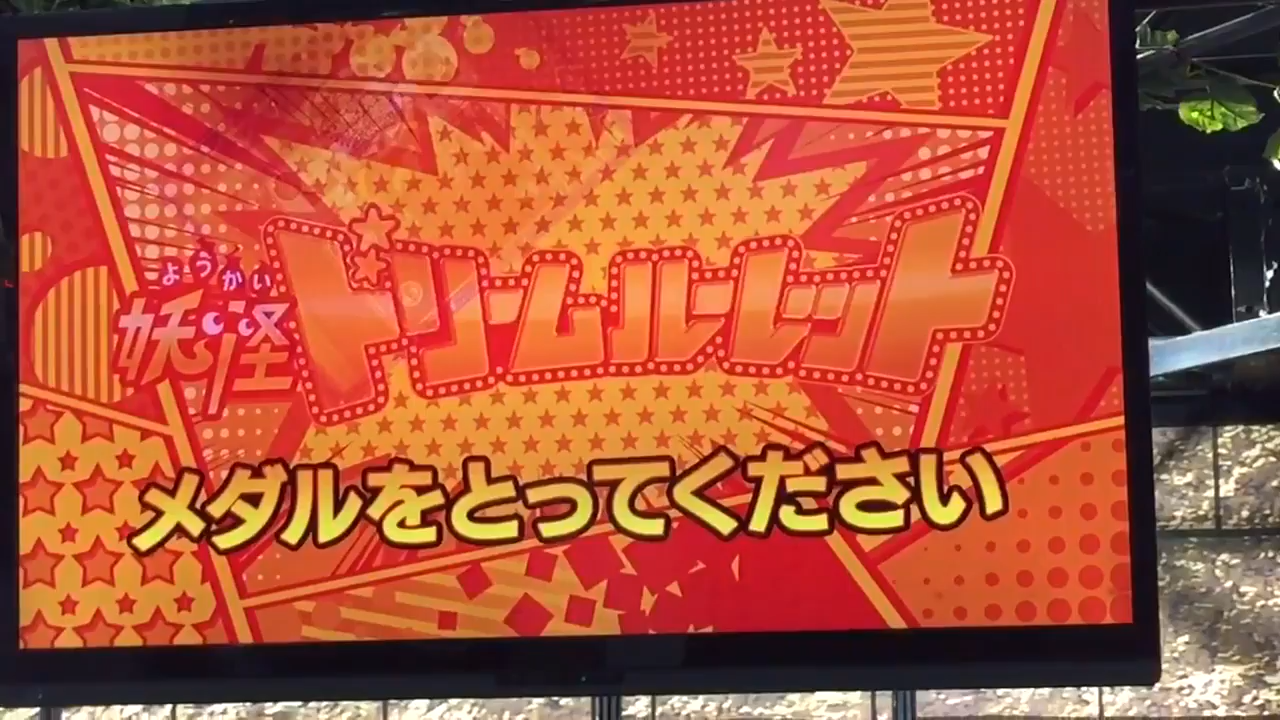 ようかい
妖怪ドリームルーレット
メダルをとってください